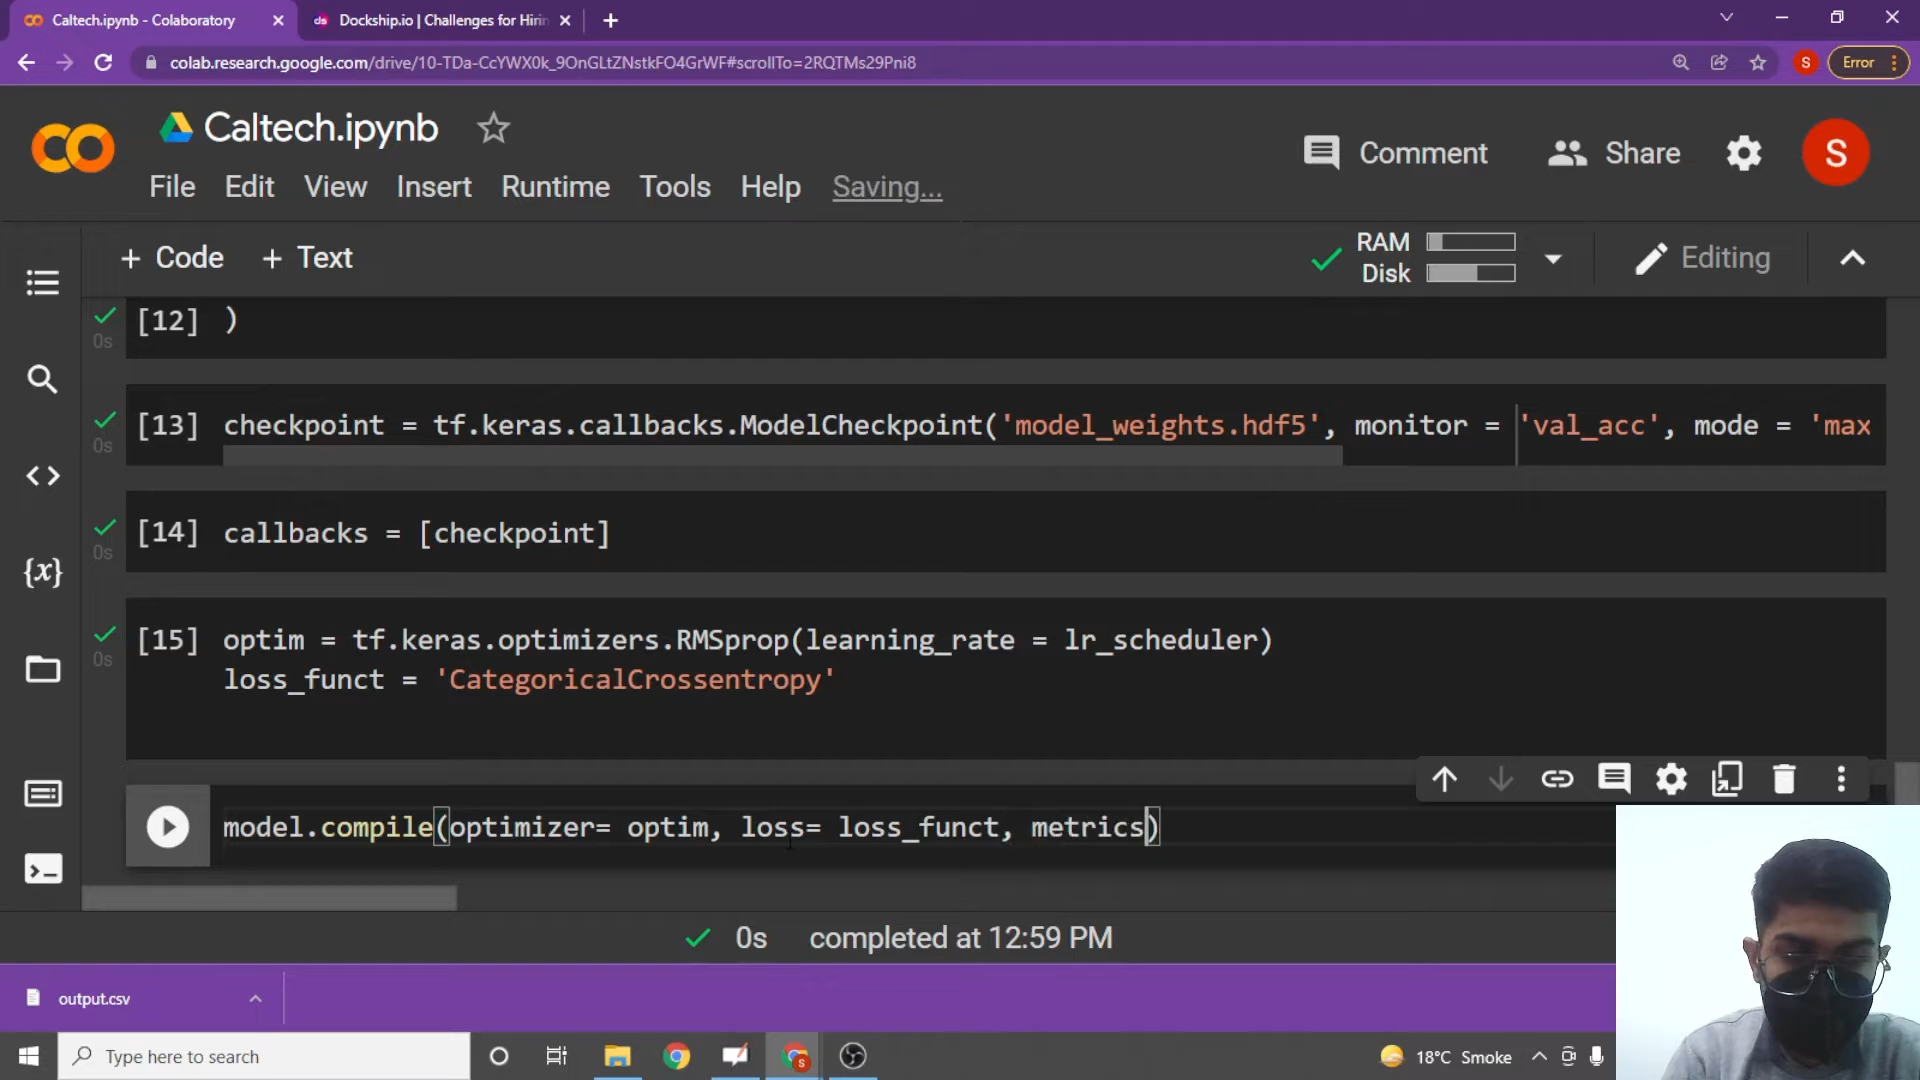 Caltech.ipynb - Colaboratory
Dockship.io | Challenges for Hirin
colab.research.google.com/drive/10-TDa-CcYWX0k_9OnGLtZNstkFO4GrWF#scrollTo=2RQTMs29Pni8
S
Error
Caltech.ipynb
Comment
Share
S
File Edit View Insert Runtime Tools Help Saving...
+ Code + Text
RAM
Disk
Editing
[12] )
0s
[13] checkpoint = tf.keras.callbacks.ModelCheckpoint('model_weights.hdf5', monitor = 'val_acc', mode = 'max
0s
[14] callbacks = [checkpoint]
0s
[15] optim = tf.keras.optimizers.RMSprop(learning_rate = lr_scheduler)
0s
loss_funct = 'CategoricalCrossentropy'
model.compile(optimizer= optim, loss= loss_funct, metrics)
0s completed at 12:59 PM
output.csv
Type here to search
18°C Smoke